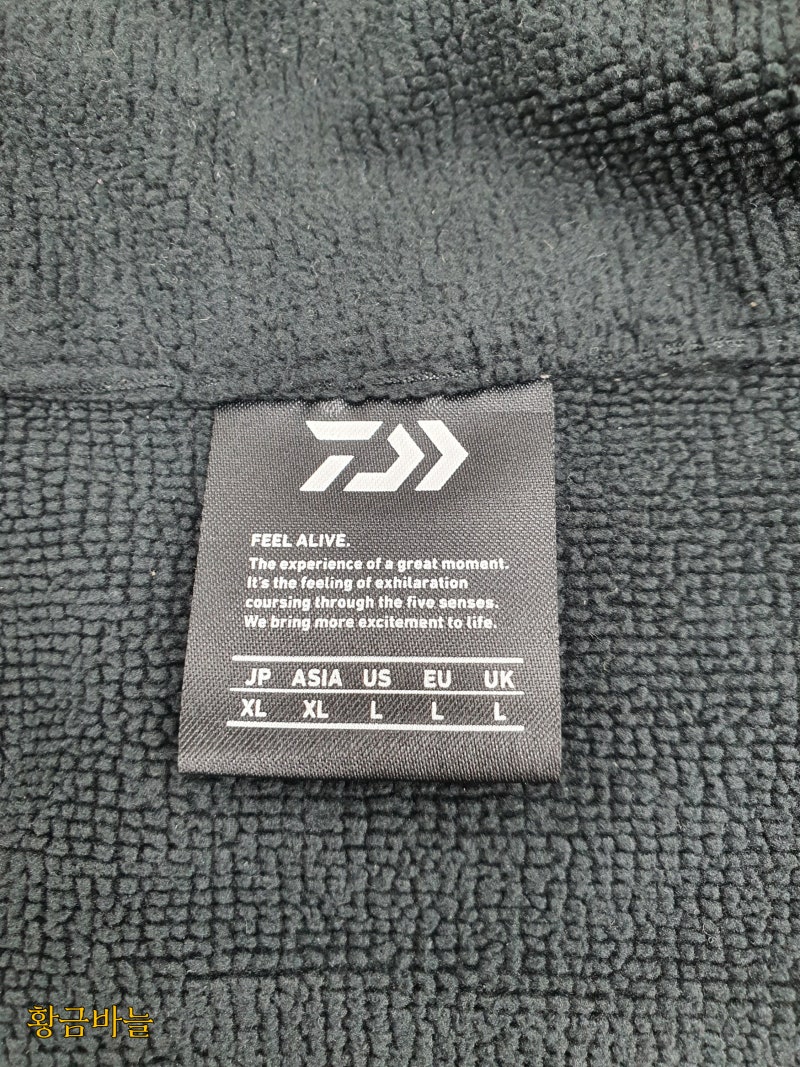 FEEL ALIVE.
The experience of a great moment.
It's the feeling of exhilaration
coursing through the five senses.
We bring more excitement to life.
JP ASIA US EU UK
XL XL L L L
황금바늘